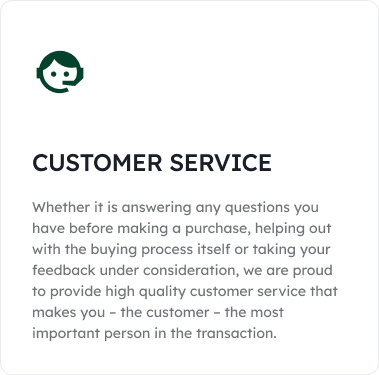 CUSTOMER SERVICE
Whether it is answering any questions you
have before making a purchase, helping out
with the buying process itself or taking your
feedback under consideration, we are proud
to provide high quality customer service that
makes you – the customer – the most
important person in the transaction.